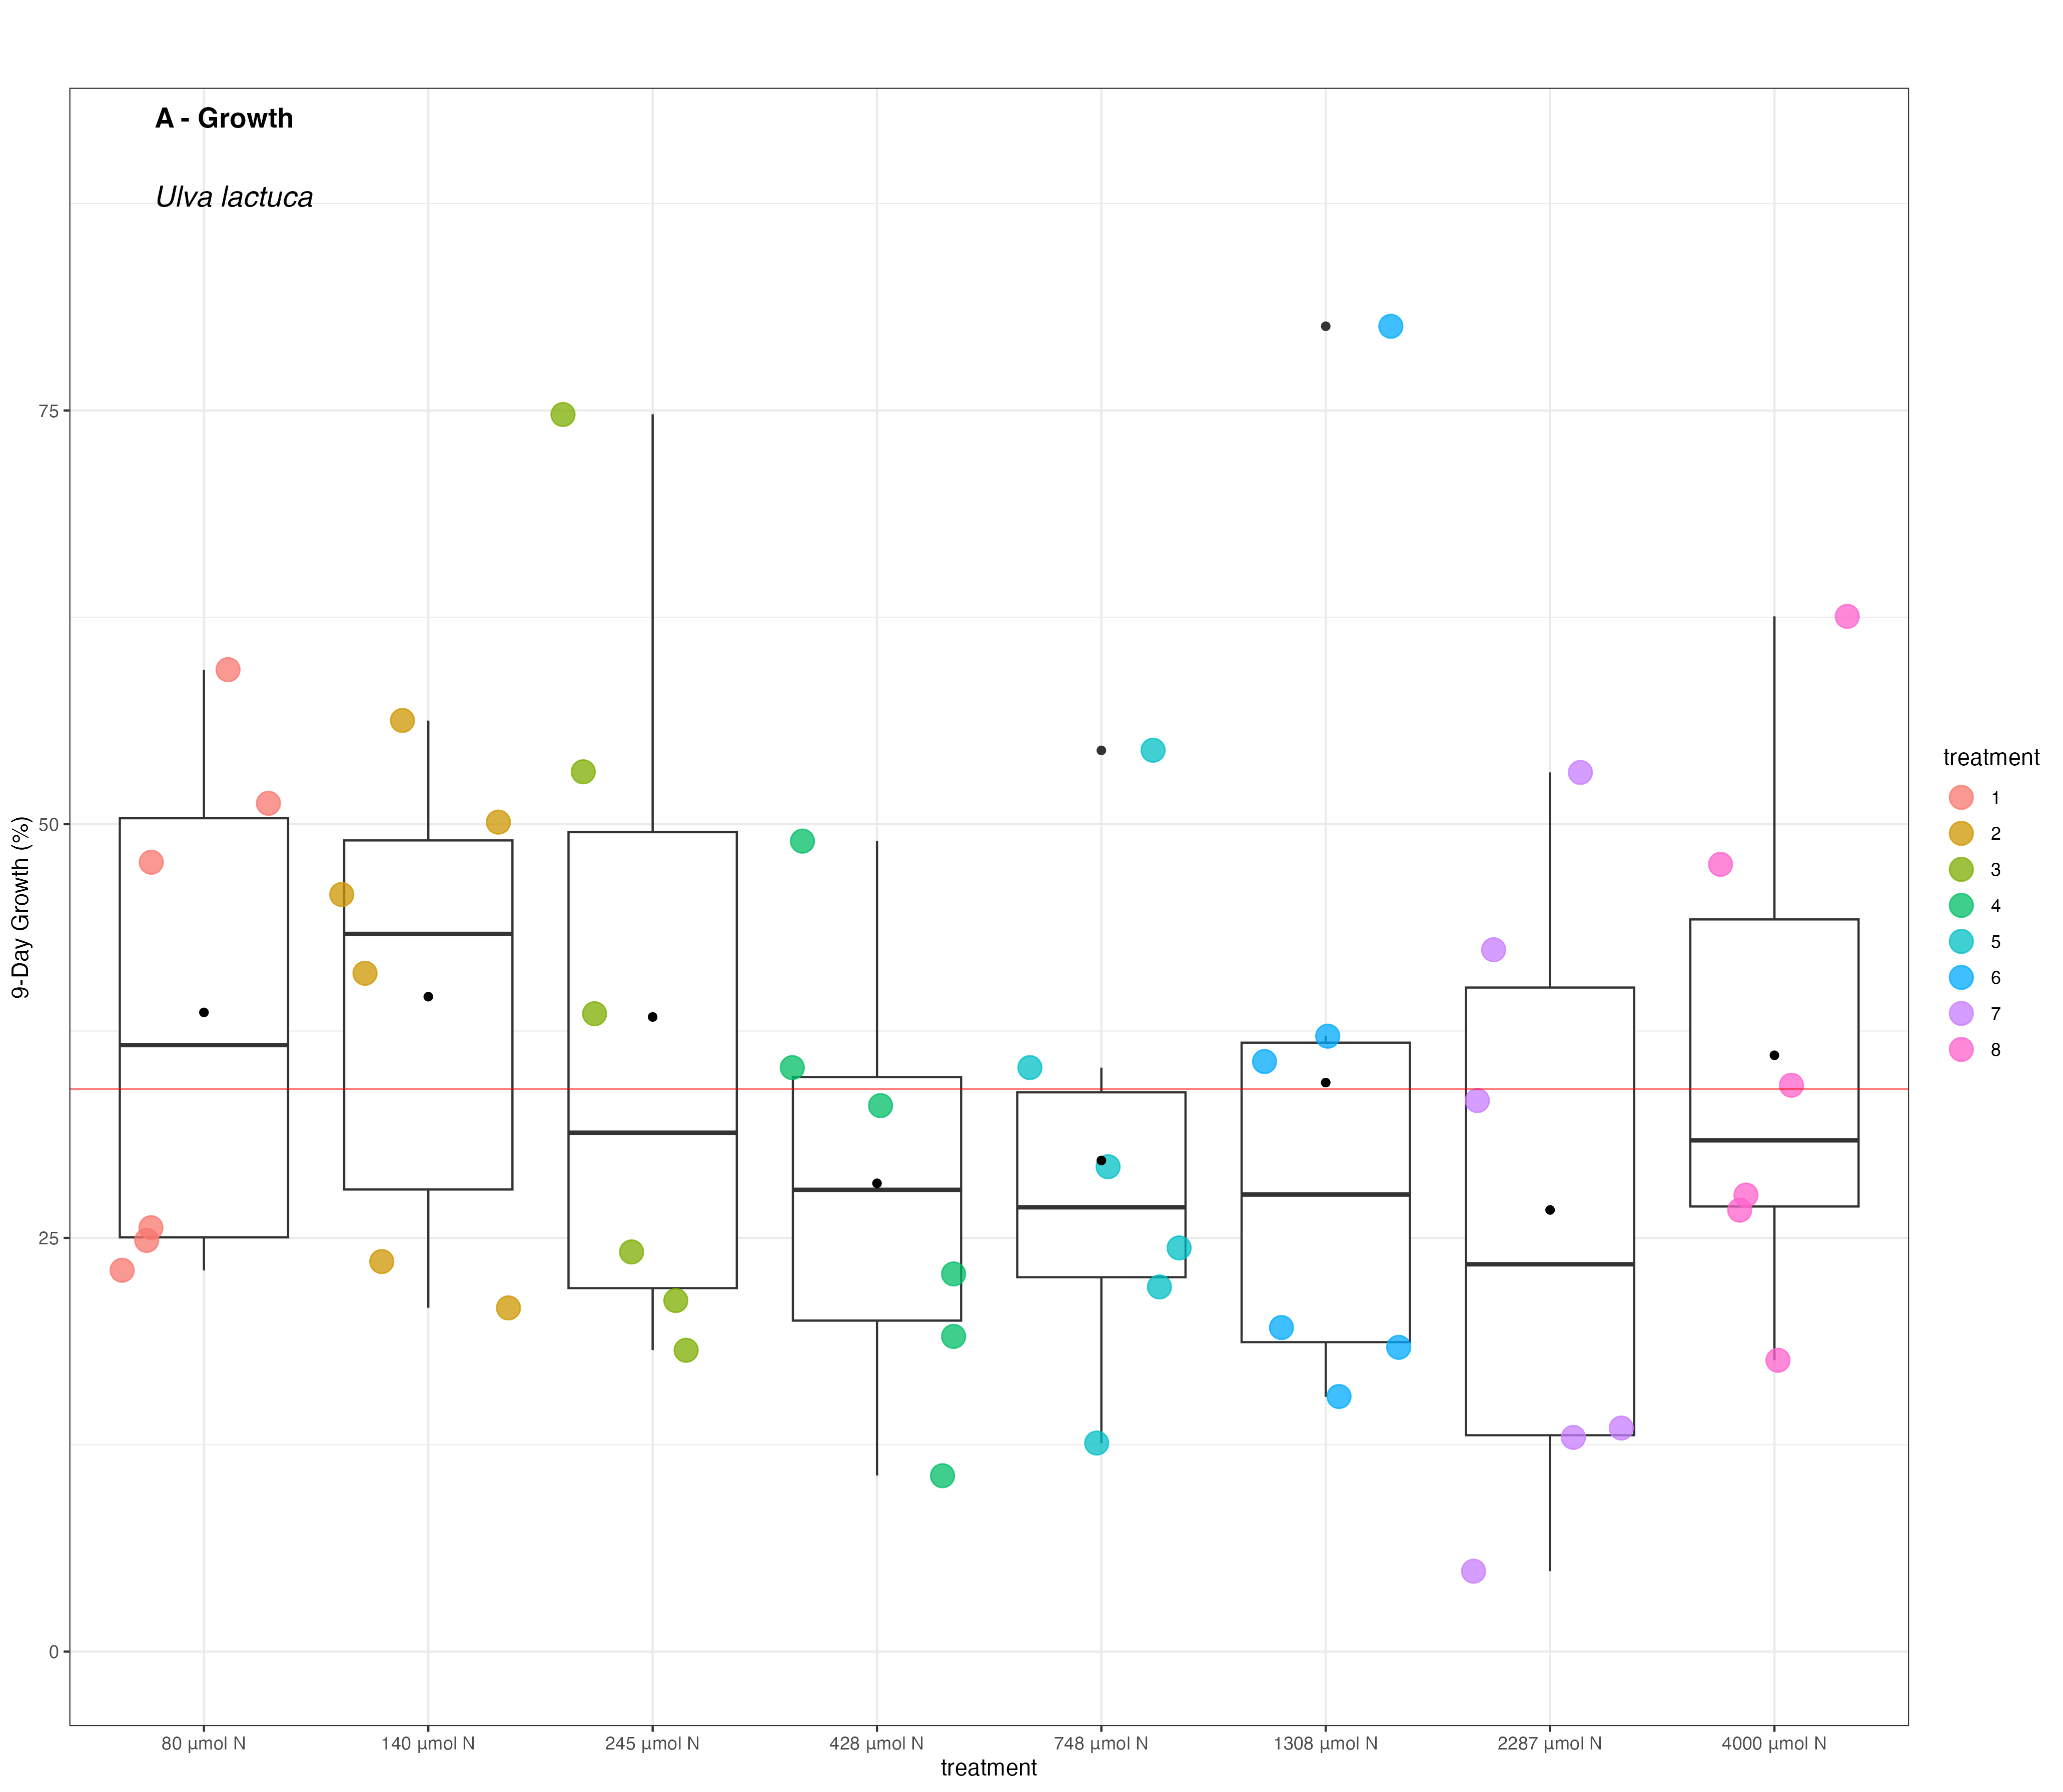 A - Growth
Ulva lactuca
9-Day Growth (%)
75
50
25
0
80 μmol N
140 μmol N
245 μmol N
428 μmol N
748 μmol N
1308 μmol N
2287 μmol N
4000 μmol N
treatment
treatment
1
2
3
4
5
6
7
8